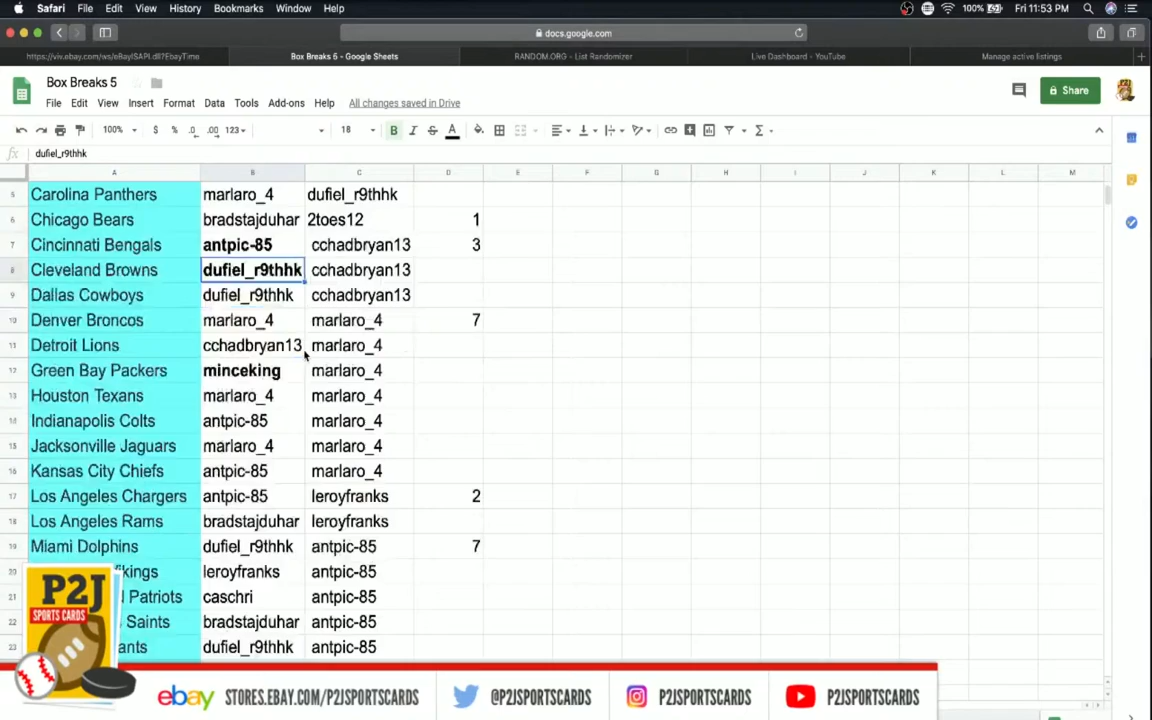 Safari File Edit View History Bookmarks Window Help 100% Fri 11:53 PM
docs.google.com
https://viv.ebay.com/ws/eBayISAPI.dll?EbayTime Box Breaks 5 - Google Sheets RANDOM.ORG - List Randomizer Live Dashboard - YouTube Manage active listings
Box Breaks 5
Share
File Edit View Insert Format Data Tools Add-ons Help All changes saved in Drive
100% $ % .0 .00 123 18 B I S A
fx dufiel_r9thhk
A B C D E F G H I J K L M
5 Carolina Panthers marlaro_4 dufiel_r9thhk
6 Chicago Bears bradstajduhar 2toes12 1
7 Cincinnati Bengals antpic-85 cchadbryan13 3
8 Cleveland Browns dufiel_r9thhk cchadbryan13
9 Dallas Cowboys dufiel_r9thhk cchadbryan13
10 Denver Broncos marlaro_4 marlaro_4 7
11 Detroit Lions cchadbryan13 marlaro_4
12 Green Bay Packers minceking marlaro_4
13 Houston Texans marlaro_4 marlaro_4
14 Indianapolis Colts antpic-85 marlaro_4
15 Jacksonville Jaguars marlaro_4 marlaro_4
16 Kansas City Chiefs antpic-85 marlaro_4
17 Los Angeles Chargers antpic-85 leroyfranks 2
18 Los Angeles Rams bradstajduhar leroyfranks
19 Miami Dolphins dufiel_r9thhk antpic-85 7
20 ikings leroyfranks antpic-85
21 Patriots caschri antpic-85
22 Saints bradstajduhar antpic-85
23 ants dufiel_r9thhk antpic-85
P2J
SPORTS CARDS
ebay STORES.EBAY.COM/P2JSPORTSCARDS @P2JSPORTSCARDS P2JSPORTSCARDS P2JSPORTSCARDS